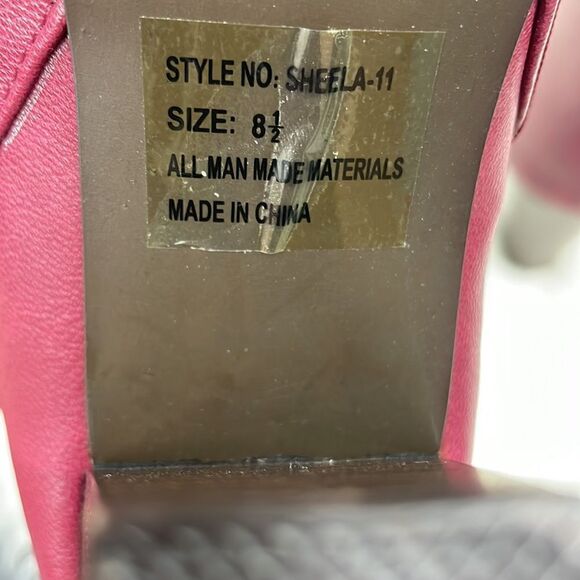 STYLE NO: SHEELA-11
SIZE: 8½
ALL MAN MADE MATERIALS
MADE IN CHINA